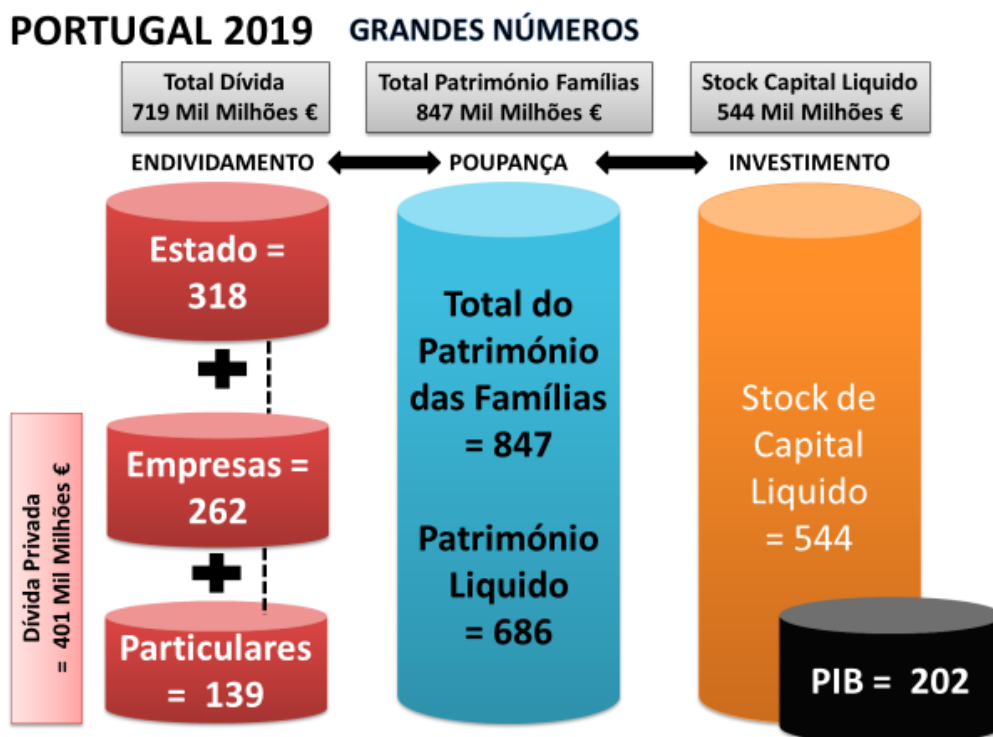 PORTUGAL 2019 GRANDES NÚMEROS
Total Dívida
719 Mil Milhões €
Total Património Famílias
847 Mil Milhões €
Stock Capital Liquido
544 Mil Milhões €
ENDIVIDAMENTO
POUPANÇA
INVESTIMENTO
Estado =
318
+
Empresas =
262
+
Particulares
= 139
Dívida Privada
= 401 Mil Milhões €
Total do
Património
das Famílias
= 847
Património
Liquido
= 686
Stock de
Capital
Liquido
= 544
PIB = 202